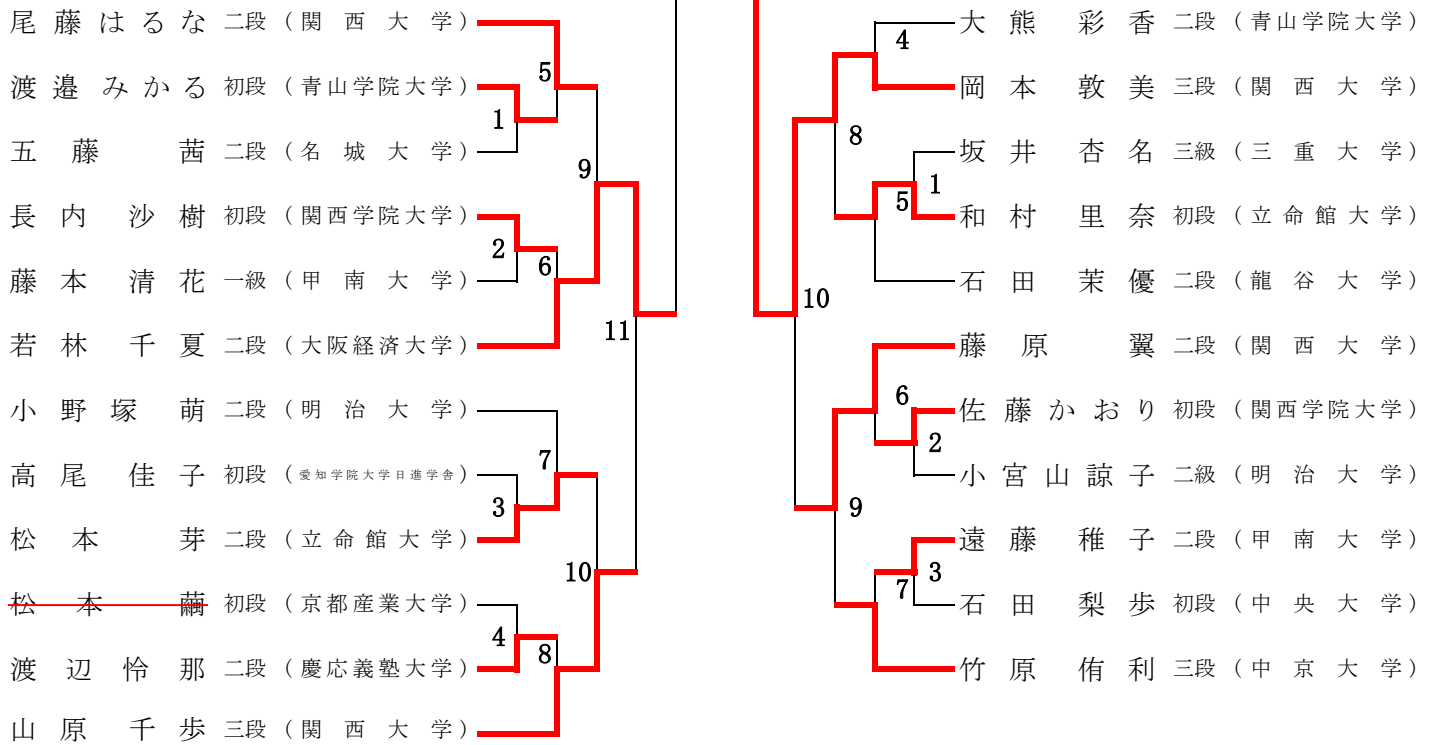 尾藤はるな 二段 (関西大学)
渡邉みかる 初段 (青山学院大学)
五藤茜 二段 (名城大学)
長内沙樹 初段 (関西学院大学)
藤本清花 一級 (甲南大学)
若林千夏 二段 (大阪経済大学)
小野塚萌 二段 (明治大学)
高尾佳子 初段 (愛知学院大学日進学舎)
松本芽 二段 (立命館大学)
松本繭 初段 (京都産業大学)
渡辺怜那 二段 (慶応義塾大学)
山原千歩 三段 (関西大学)
5
1
9
2
6
11
7
3
10
4
8
4
8
1
5
10
6
2
9
3
7
大熊彩香 二段 (青山学院大学)
岡本敦美 三段 (関西大学)
坂井杏名 三級 (三重大学)
和村里奈 初段 (立命館大学)
石田茉優 二段 (龍谷大学)
藤原翼 二段 (関西大学)
佐藤かおり 初段 (関西学院大学)
小宮山諒子 二級 (明治大学)
遠藤稚子 二段 (甲南大学)
石田梨歩 初段 (中央大学)
竹原侑利 三段 (中京大学)